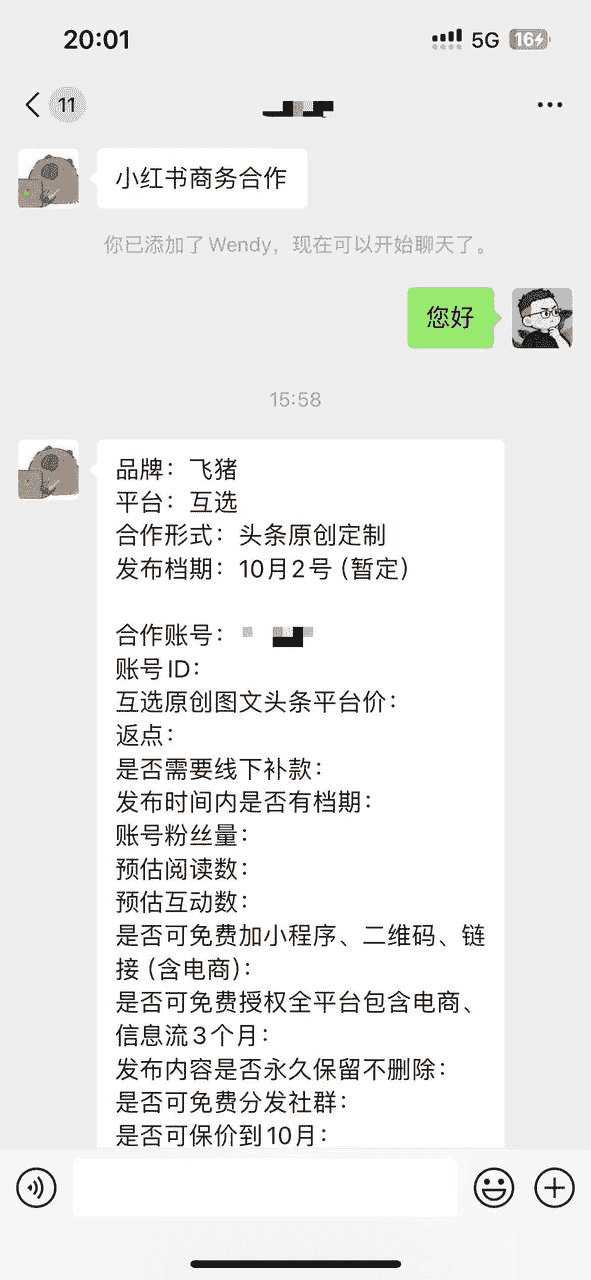 20:01
5G
16
11
小红书商务合作
你已添加了Wendy，现在可以开始聊天了。
您好
15:58
品牌：飞猪
平台：互选
合作形式：头条原创定制
发布档期：10月2号（暂定）
合作账号：
账号ID：
互选原创图文头条平台价：
返点：
是否需要线下补款：
发布时间内是否有档期：
账号粉丝量：
预估阅读数：
预估互动数：
是否可免费加小程序、二维码、链
接（含电商）：
是否可免费授权全平台包含电商、
信息流3个月：
发布内容是否永久保留不删除：
是否可免费分发社群：
是否可保价到10月：